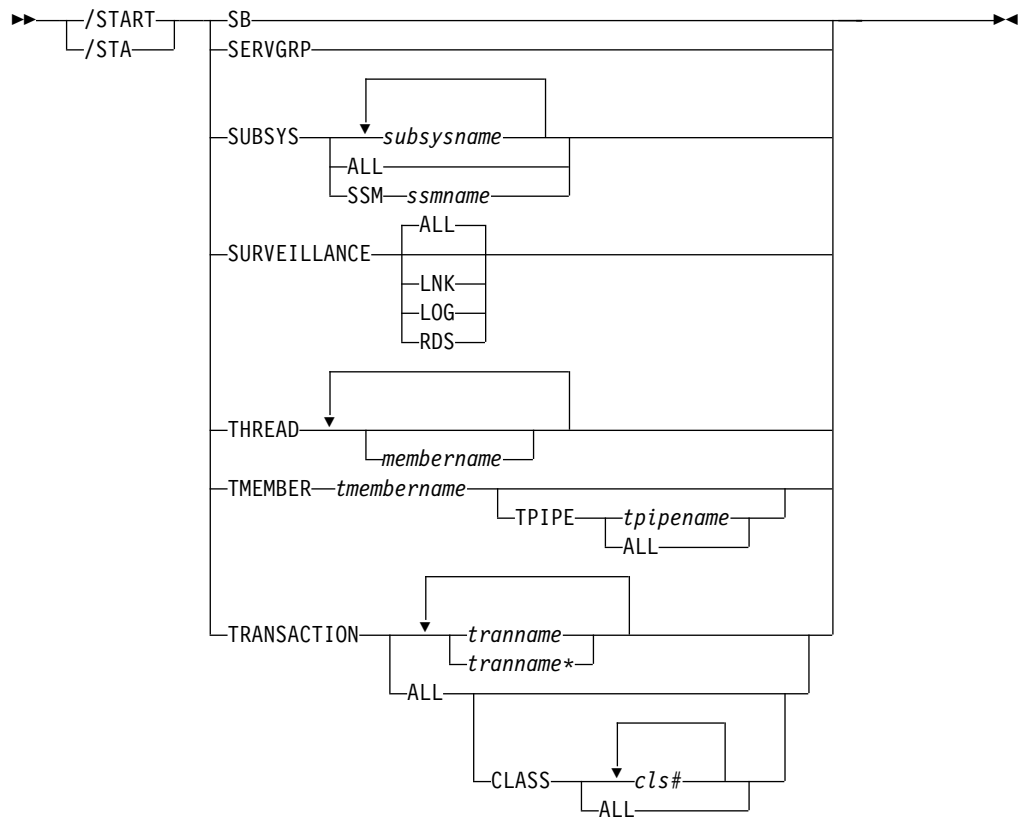 /START SB
/STA SERVGRP
SUBSYS subsysname
ALL
SSM ssmname
ALL
SURVEILLANCE
LNK
LOG
RDS
THREAD
membername
TMEMBER tmembername
TPIPE tpipename
ALL
TRANSACTION tranname
tranname*
ALL
CLASS cls#
ALL